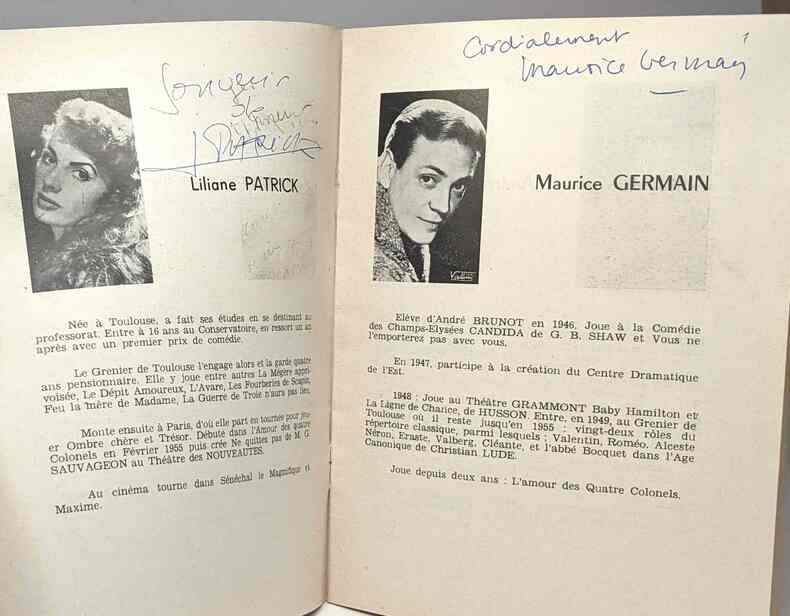 Souvenir
de
PATRICK
Liliane PATRICK
Née à Toulouse, a fait ses études en se destinant au
professorat. Entre à 16 ans au Conservatoire, en ressort un an
après avec un premier prix de comédie.
Le Grenier de Toulouse l'engage alors et la garde quatre
ans pensionnaire. Elle y joue entre autres La Mégère appri-
voisée, Le Dépit Amoureux, L'Avare, Les Fourberies de Scapin,
Feu la mère de Madame, La Guerre de Troie n'aura pas lieu.
Monte ensuite à Paris, d'où elle part en tournée pour jou-
er Ombre chère et Trésor. Débute dans l'Amour des quatre
Colonels en Février 1955 puis crée Ne quittes pas de M. G.
SAUVAGEON au Théâtre des NOUVEAUTES.
Au cinéma tourne dans Sénéchal le Magnifique et
Maxime.
Cordialement
Maurice Germain
Maurice GERMAIN
Elève d'André BRUNOT en 1946. Joue à la Comédie
des Champs-Elysées CANDIDA de G. B. SHAW et Vous ne
l'emporterez pas avec vous.
En 1947, participe à la création du Centre Dramatique
de l'Est.
1948 : Joue au Théâtre GRAMMONT Baby Hamilton et
La Ligne de Chance, de HUSSON. Entre, en 1949, au Grenier de
Toulouse où il reste jusqu'en 1955 : vingt-deux rôles du
répertoire classique, parmi lesquels ; Valentin, Roméo, Alceste
Néron, Eraste, Valberg, Cléante, et l'abbé Bocquet dans l'Age
Canonique de Christian LUDE.
Joue depuis deux ans : L'amour des Quatre Colonels.